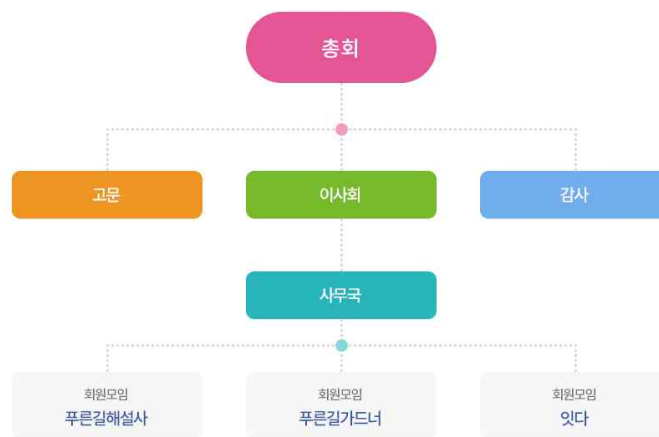 총회
고문
이사회
감사
사무국
회원모임
푸른길해설사
회원모임
푸른길가드너
회원모임
잇다